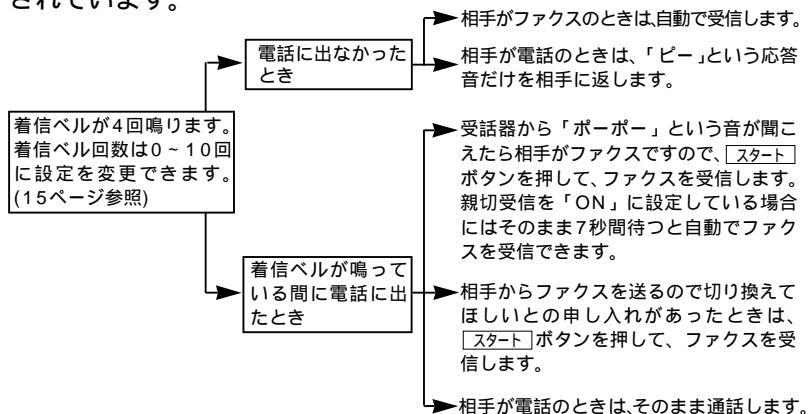 されています。
着信ベルが4回鳴ります。
着信ベル回数は0~10回
に設定を変更できます。
(15ページ参照)
電話に出なかった
とき
相手がファクスのときは、自動で受信します。
相手が電話のときは、「ピー」という応答
音だけを相手に返します。
着信ベルが鳴って
いる間に電話に出
たとき
受話器から「ポーポー」という音が聞こ
えたら相手がファクスですので、スタート
ボタンを押して、ファクスを受信します。
親切受信を「ON」に設定している場合
にはそのまま7秒間待つと自動でファク
スを受信できます。
相手からファクスを送るので切り換えて
ほしいとの申し入れがあったときは、
スタート ボタンを押して、ファクスを受
信します。
相手が電話のときは、そのまま通話します。